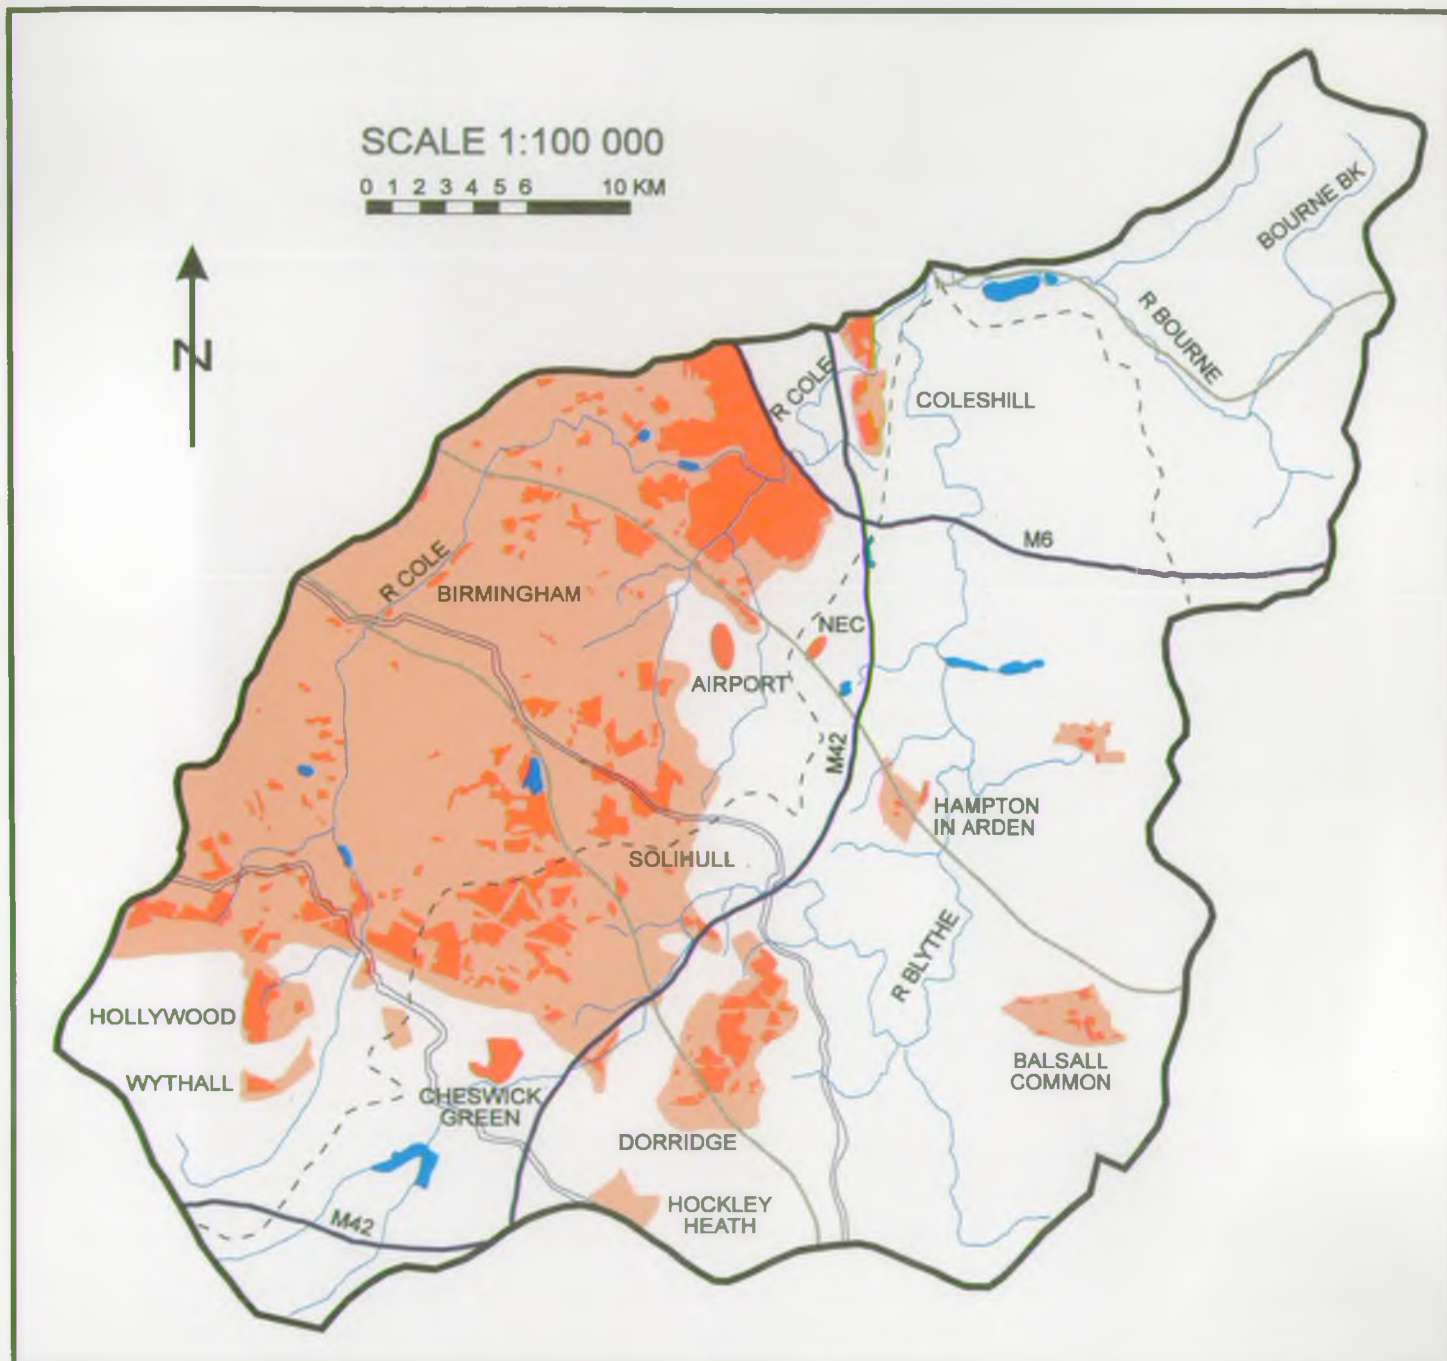 SCALE 1:100 000
0 1 2 3 4 5 6 10 KM
N
BOURNE BK
R BOURNE
R COLE
COLESHILL
M6
R COLE
BIRMINGHAM
NEC
AIRPORT
M42
HAMPTON
IN ARDEN
SOLIHULL
R BLYTHE
HOLLYWOOD
WYTHALL
CHESWICK
GREEN
BALSALL
COMMON
DORRIDGE
HOCKLEY
HEATH
M42